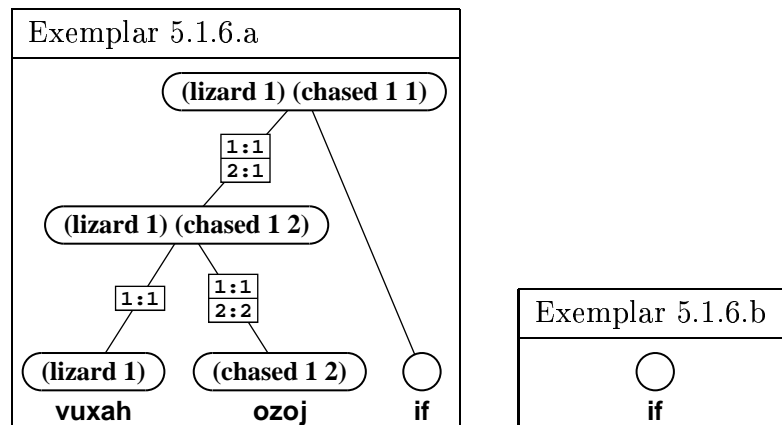 Exemplar 5.1.6.a
(lizard 1) (chased 1 1)
1:1
2:1
(lizard 1) (chased 1 2)
1:1
1:1
2:2
(lizard 1) (chased 1 2)
vuxah ozoj if
Exemplar 5.1.6.b
if